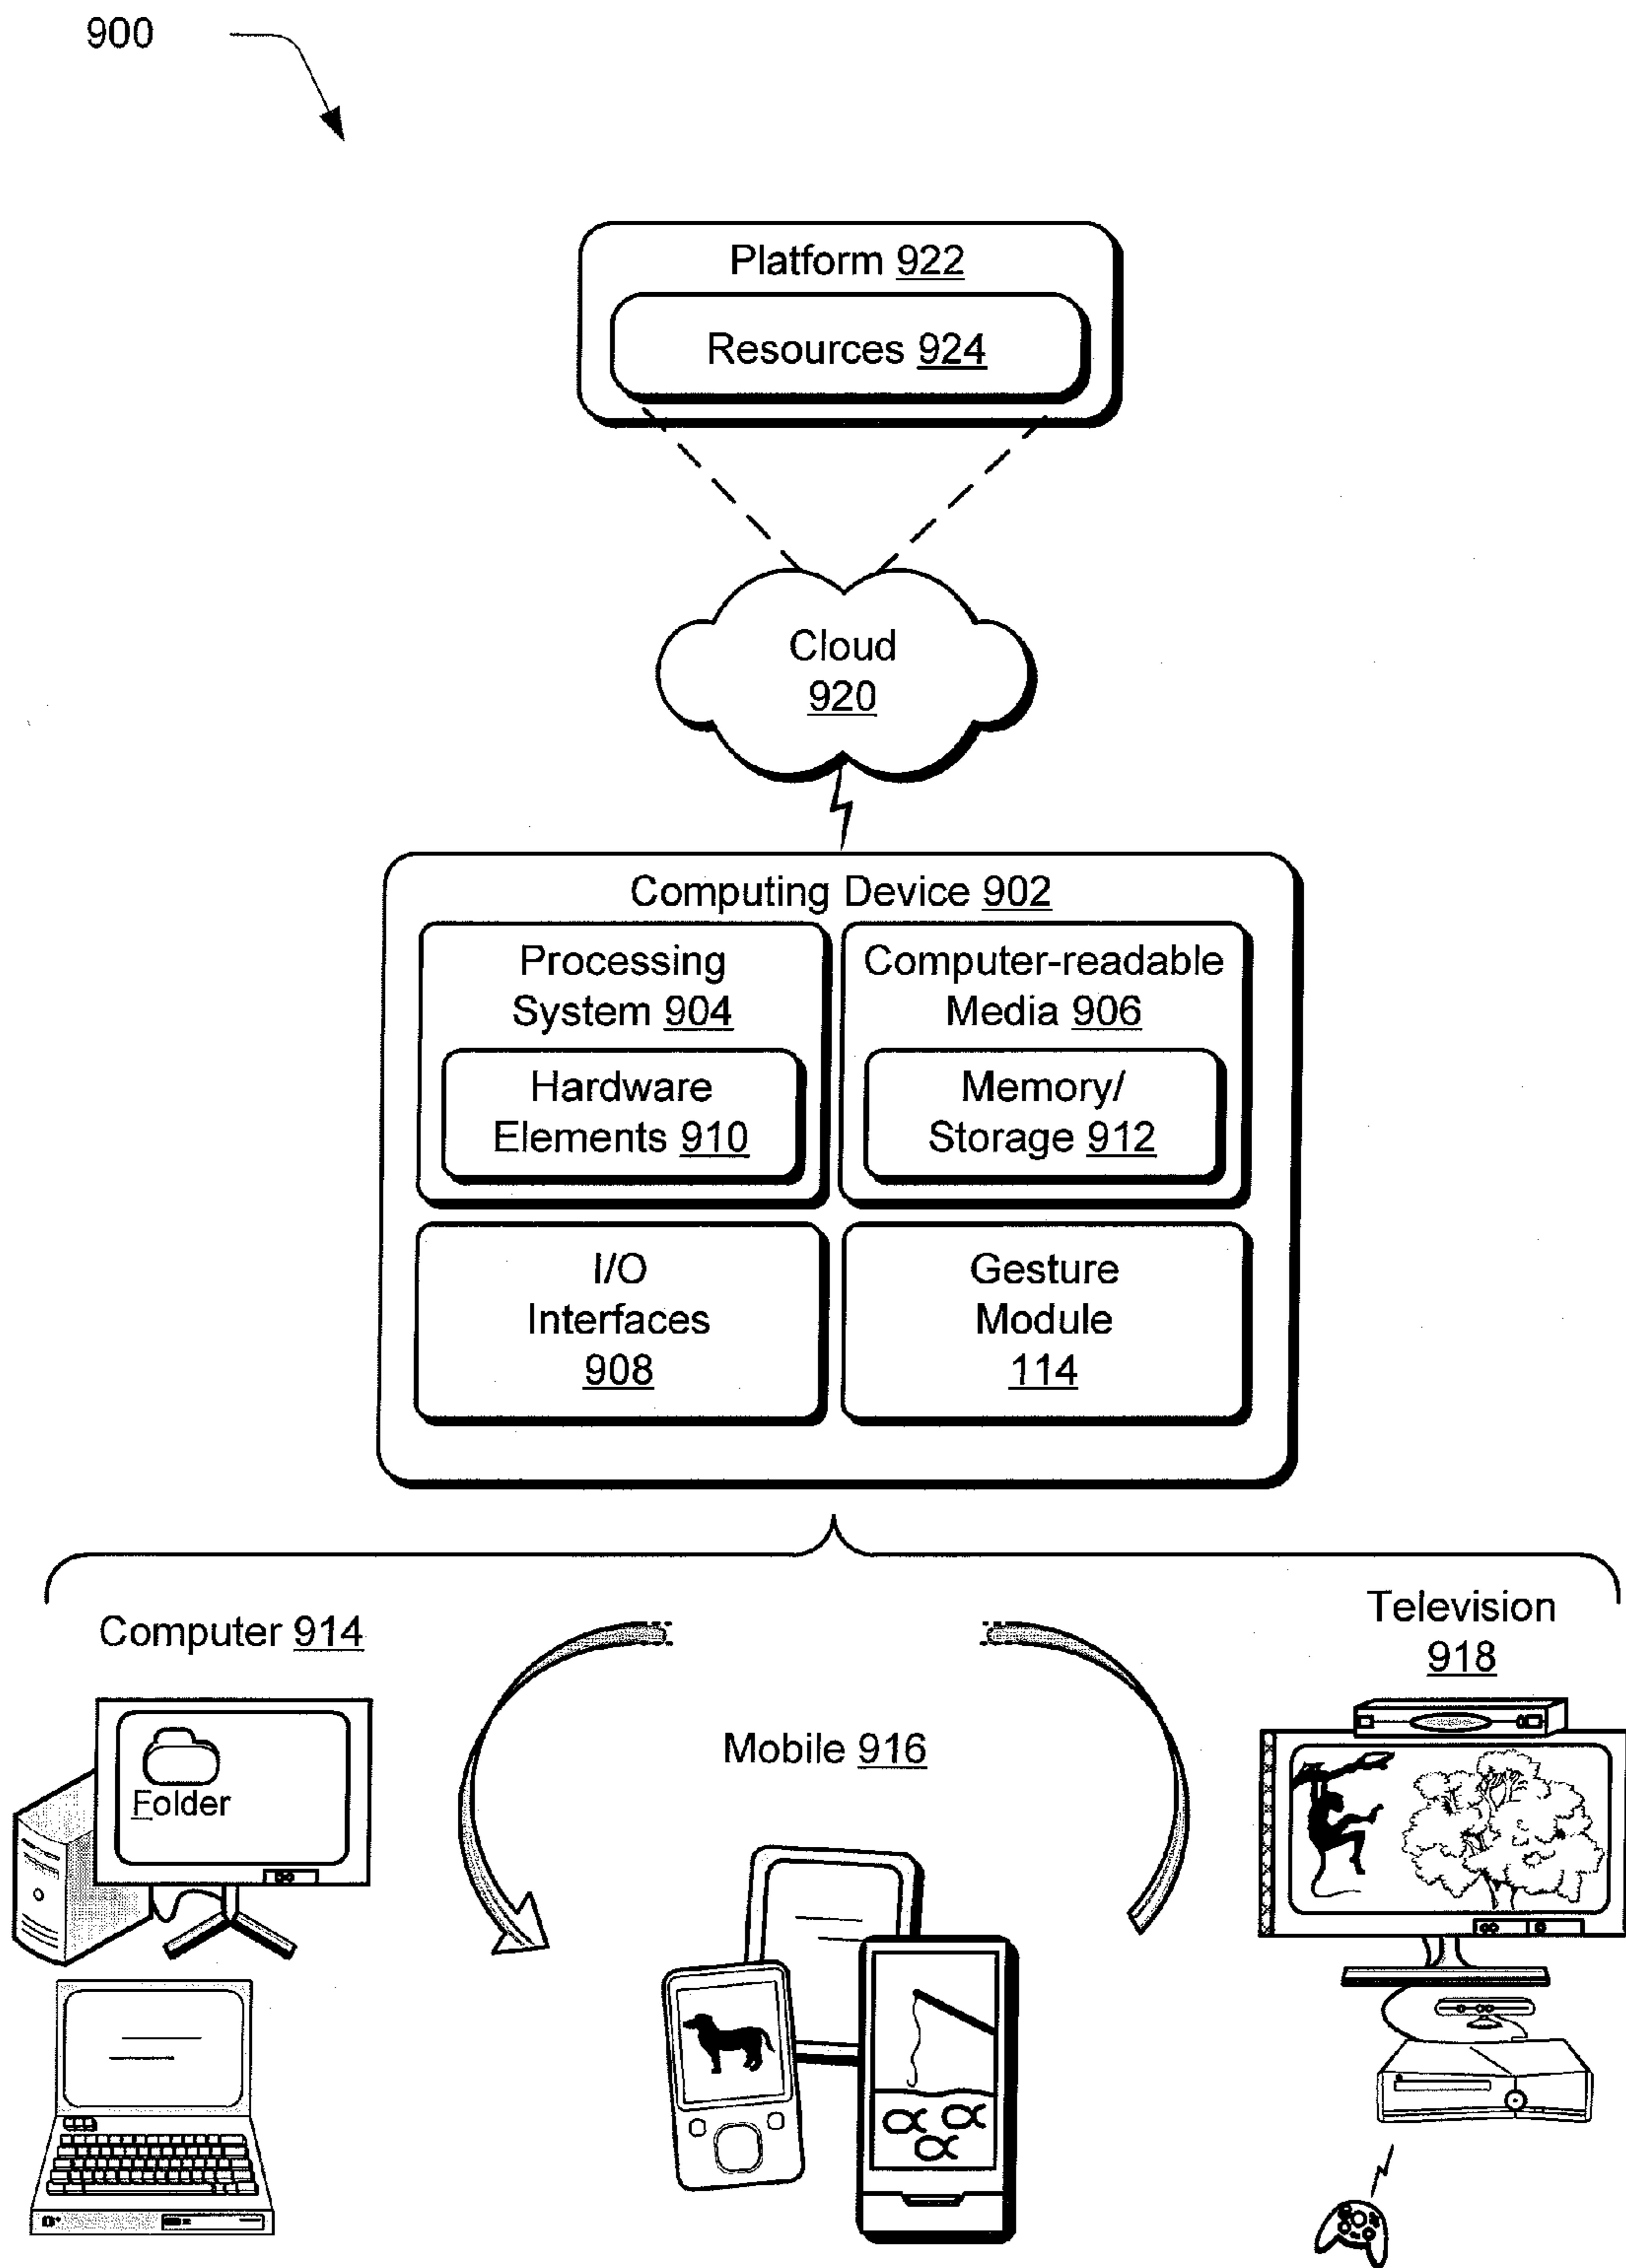 900
Platform 922
Resources 924
Cloud
920
Computing Device 902
Processing
System 904
Hardware
Elements 910
Computer-readable
Media 906
Memory/
Storage 912
I/O
Interfaces
908
Gesture
Module
114
Computer 914
Folder
Mobile 916
Television
918